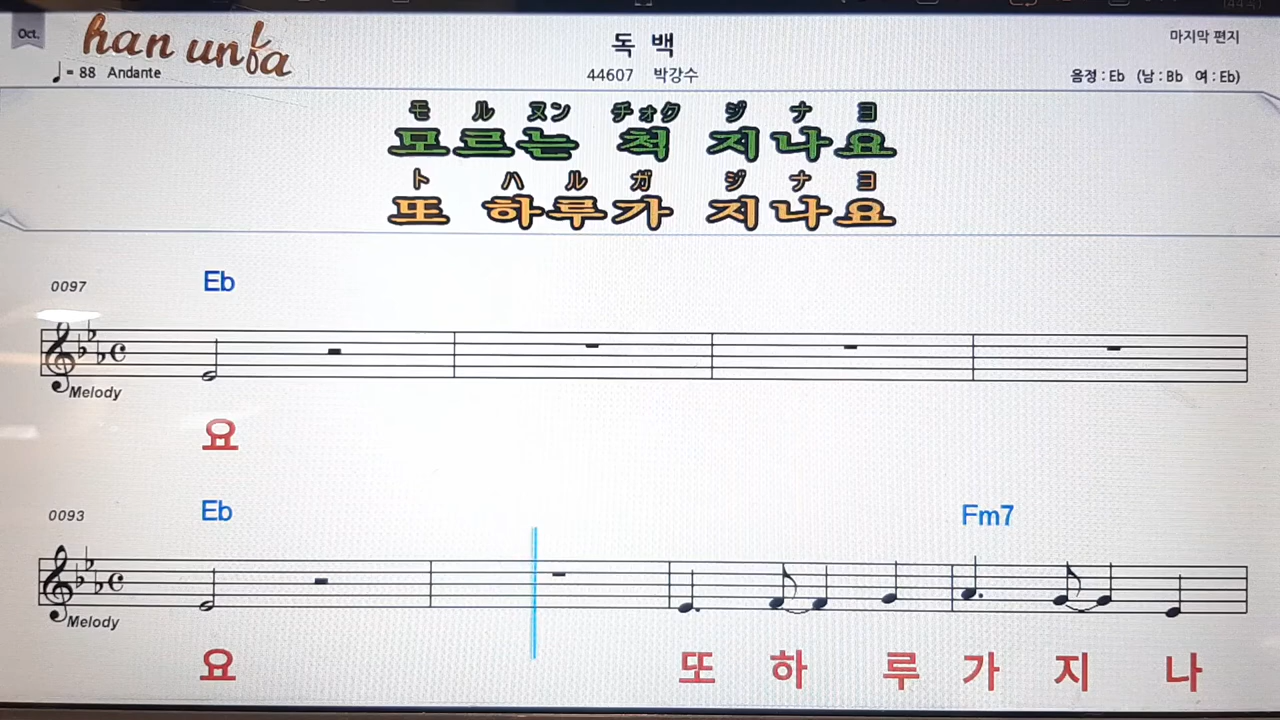 Oct.
han unfa
독 백
마지막 편지
♩ = 88 Andante
44607 박강수
음정 : Eb (남 : Bb 여 : Eb)
モ ル ヌン チォク ジ ナ ヨ
모르는 척 지나요
ト ハ ル ガ ジ ナ ヨ
또 하루가 지나요
0097
Eb
Melody
요
0093
Eb Fm7
Melody
요 또 하 루 가 지 나